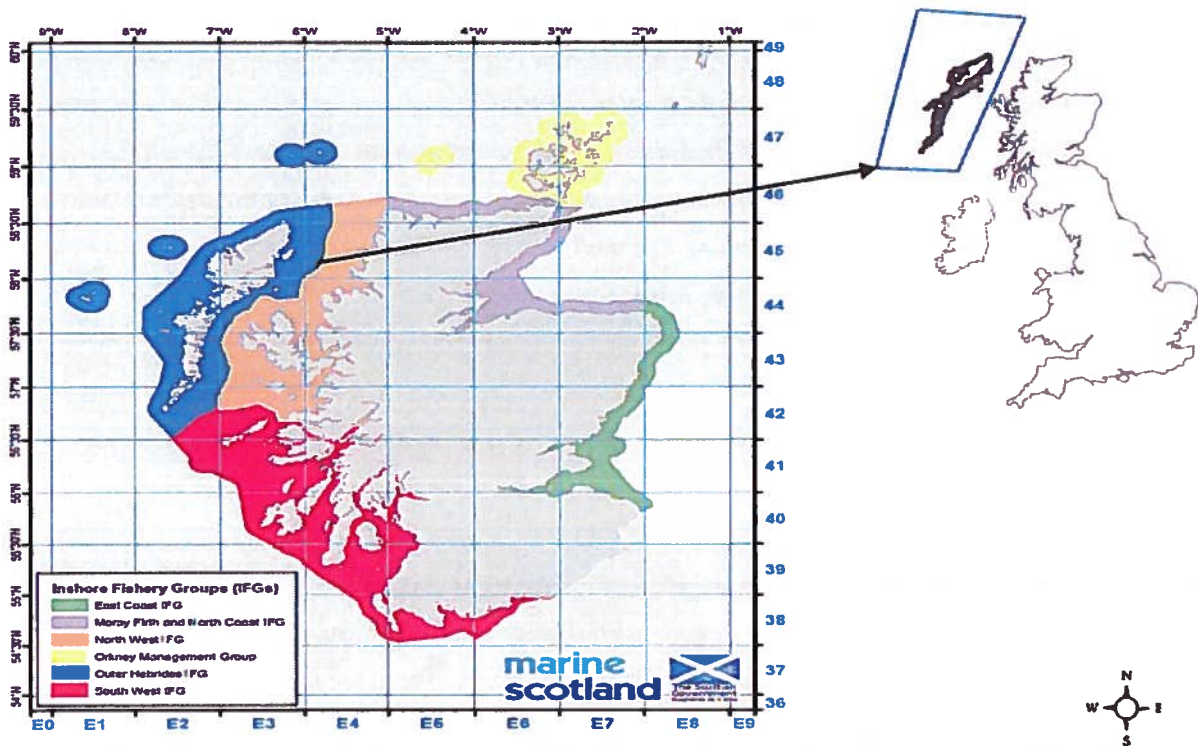 9°W 8°W 7°W 6°W 5°W 4°W 3°W 2°W 1°W
60°N 49
48
59°30'N
47
59°N
46
58°30'N
45
58°N
44
57°30'N
43
57°N
42
56°30'N
41
56°N
40
55°30'N
39
55°N
38
54°30'N
37
54°N
36
Inshore Fishery Groups (IFGs)
East Coast IFG
Moray Firth and North Coast IFG
North West IFG
Orkney Management Group
Outer Hebrides IFG
South West IFG
marine
scotland
The Scottish
Government
E0 E1 E2 E3 E4 E5 E6 E7 E8 E9
N
W E
S